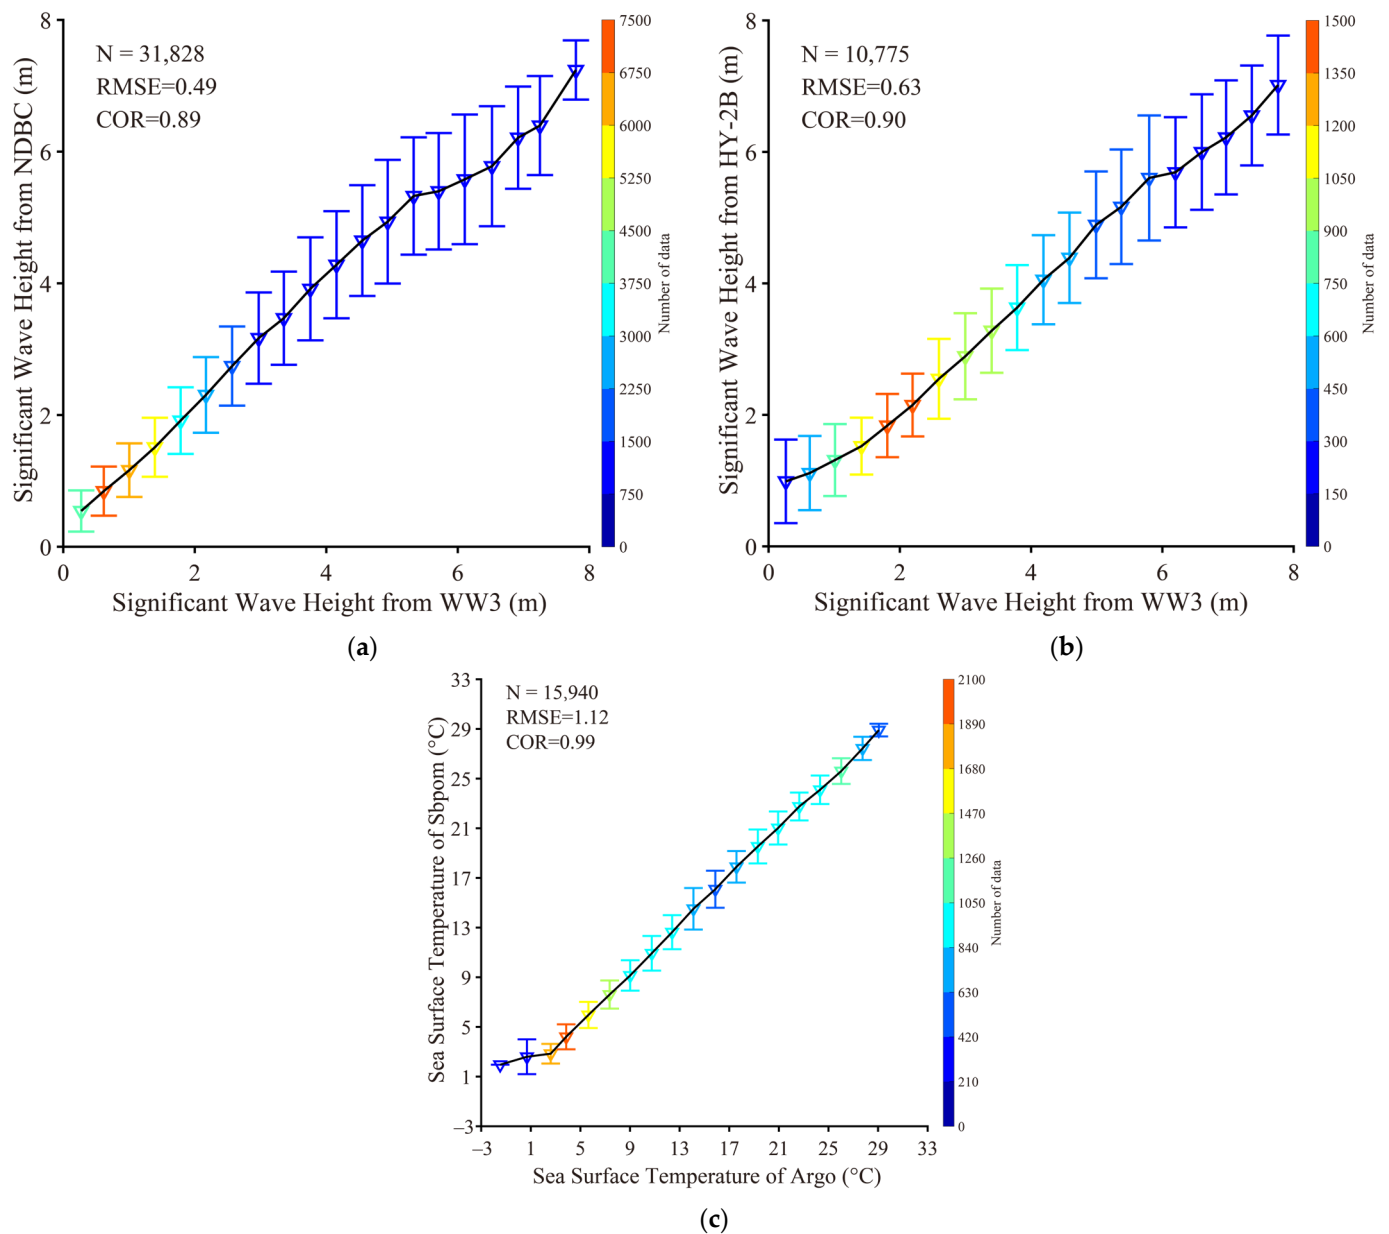 N = 31,828
RMSE=0.49
COR=0.89
Significant Wave Height from NDBC (m)
8
6
4
2
0
0 2 4 6 8
Significant Wave Height from WW3 (m)
7500
6750
6000
5250
4500
3750
3000
2250
1500
750
0
Number of data
(a)
N = 10,775
RMSE=0.63
COR=0.90
Significant Wave Height from HY-2B (m)
8
6
4
2
0
0 2 4 6 8
Significant Wave Height from WW3 (m)
1500
1350
1200
1050
900
750
600
450
300
150
0
Number of data
(b)
N = 15,940
RMSE=1.12
COR=0.99
Sea Surface Temperature of Sbpom (°C)
33
29
25
21
17
13
9
5
1
−3
−3 1 5 9 13 17 21 25 29 33
Sea Surface Temperature of Argo (°C)
2100
1890
1680
1470
1260
1050
840
630
420
210
0
Number of data
(c)